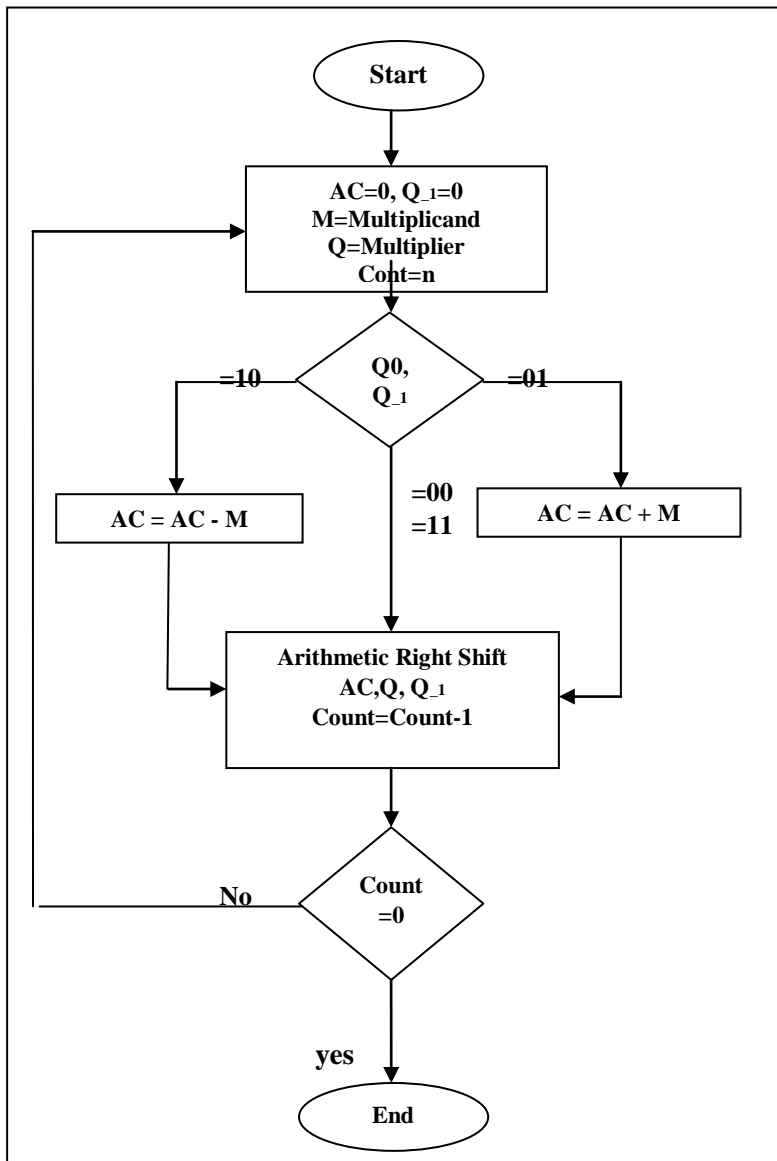 Start
AC=0, Q_1=0
M=Multiplicand
Q=Multiplier
Cont=n
Q0,
Q_1
=10
=01
=00
=11
AC = AC - M
AC = AC + M
Arithmetic Right Shift
AC,Q, Q_1
Count=Count-1
Count
=0
No
yes
End